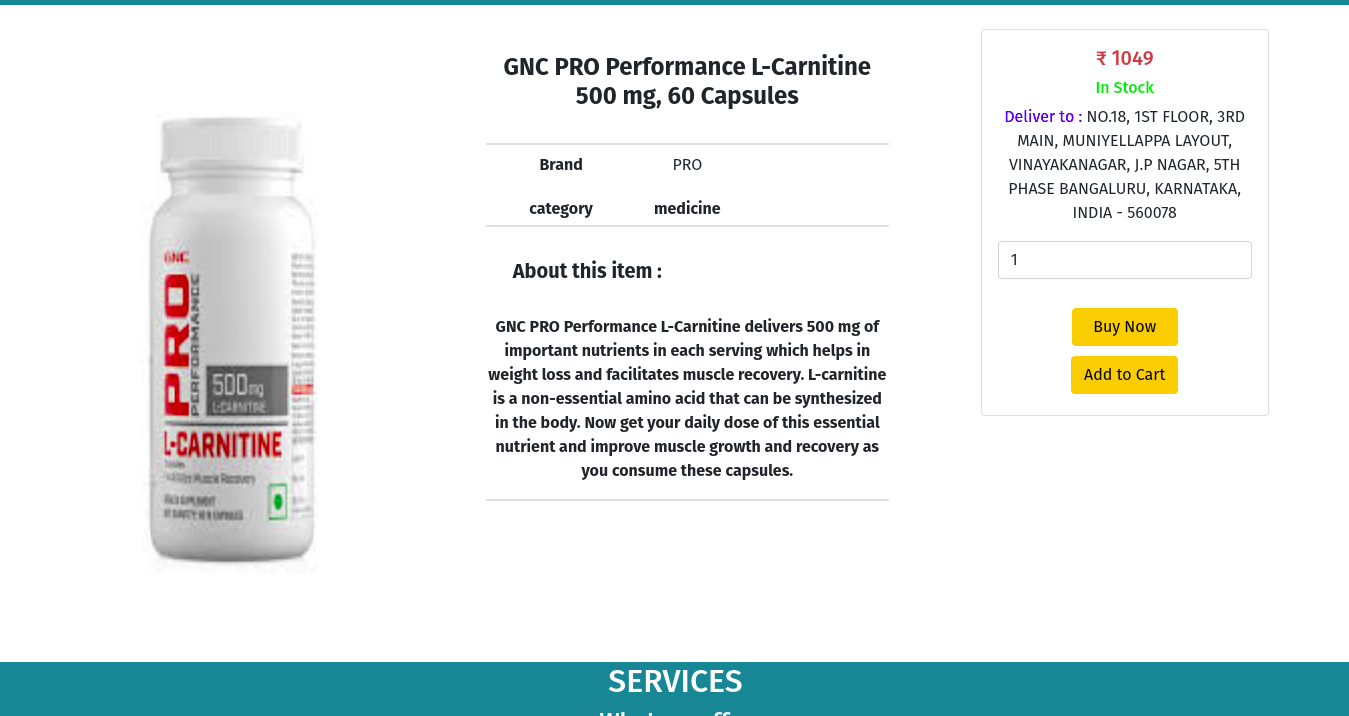 GNC PRO Performance L-Carnitine
500 mg, 60 Capsules
Brand PRO
category medicine
About this item :
GNC PRO Performance L-Carnitine delivers 500 mg of
important nutrients in each serving which helps in
weight loss and facilitates muscle recovery. L-carnitine
is a non-essential amino acid that can be synthesized
in the body. Now get your daily dose of this essential
nutrient and improve muscle growth and recovery as
you consume these capsules.
₹ 1049
In Stock
Deliver to : NO.18, 1ST FLOOR, 3RD
MAIN, MUNIYELLAPPA LAYOUT,
VINAYAKANAGAR, J.P NAGAR, 5TH
PHASE BANGALURU, KARNATAKA,
INDIA - 560078
1
Buy Now
Add to Cart
GNC
PRO
PERFORMANCE
500mg
L-CARNITINE
L-CARNITINE
Muscle Recovery
SERVICES